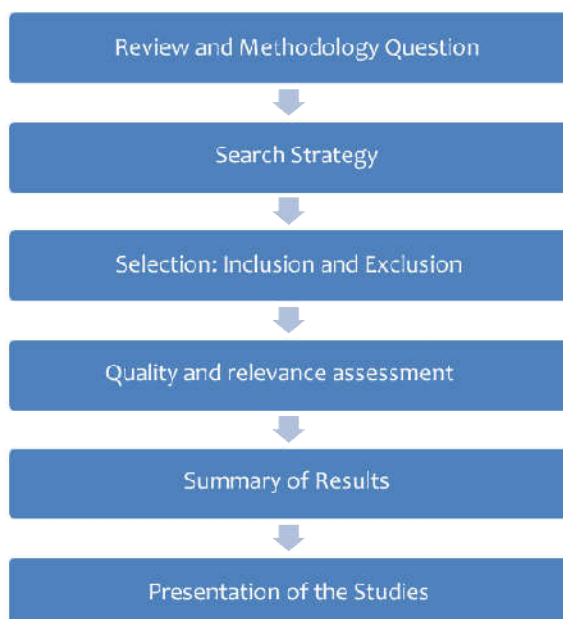 Review and Methodology Question
Search Strategy
Selection: Inclusion and Exclusion
Quality and relevance assessment
Summary of Results
Presentation of the Studies